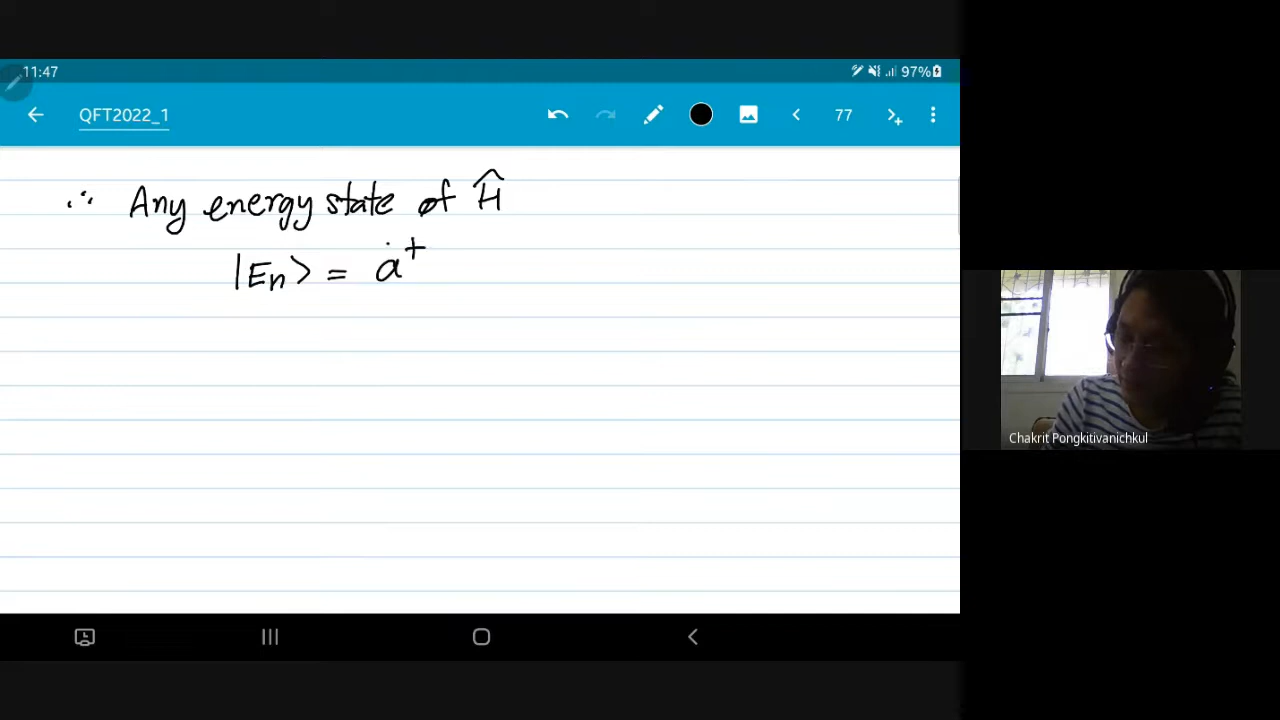 11:47 97%
QFT2022_1 77
∴ Any energy state of Ĥ
|En> = a†
Chakrit Pongkitivanichkul